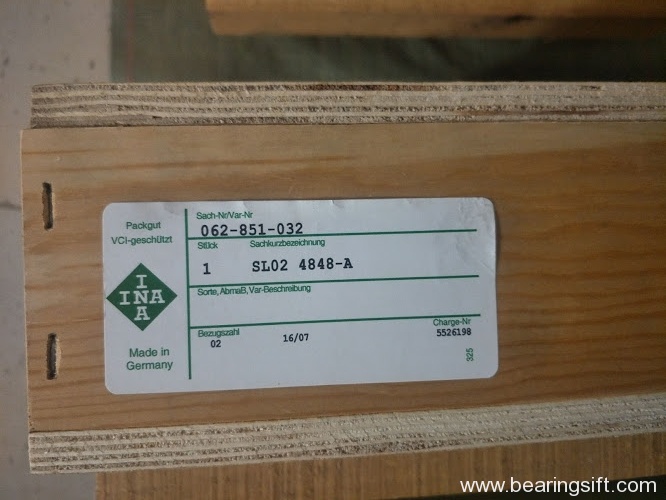 Packgut
VCI-geschützt
I
INA
A
Made in
Germany
Sach-Nr/Var-Nr
062-851-032
Stück Sachkurzbezeichnung
1 SL02 4848-A
Sorte, Abmaß, Var-Beschreibung
Bezugszahl Charge-Nr
02 16/07 5526198
325
www.bearingsift.com